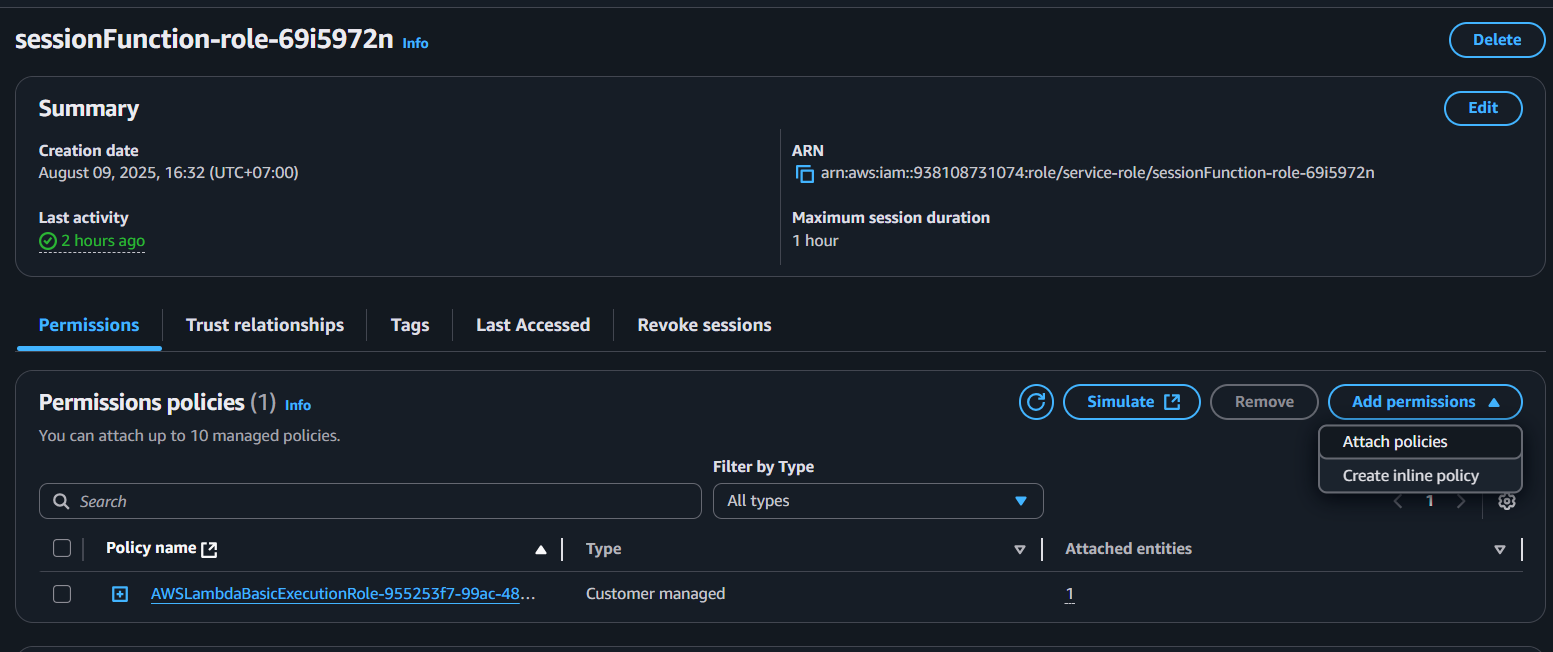 sessionFunction-role-69i5972n Info
Delete
Summary
Edit
Creation date
August 09, 2025, 16:32 (UTC+07:00)
ARN
arn:aws:iam::938108731074:role/service-role/sessionFunction-role-69i5972n
Last activity
2 hours ago
Maximum session duration
1 hour
Permissions
Trust relationships
Tags
Last Accessed
Revoke sessions
Permissions policies (1) Info
You can attach up to 10 managed policies.
Simulate
Remove
Add permissions
Attach policies
Create inline policy
Filter by Type
Search
All types
1
Policy name
Type
Attached entities
AWSLambdaBasicExecutionRole-955253f7-99ac-48...
Customer managed
1